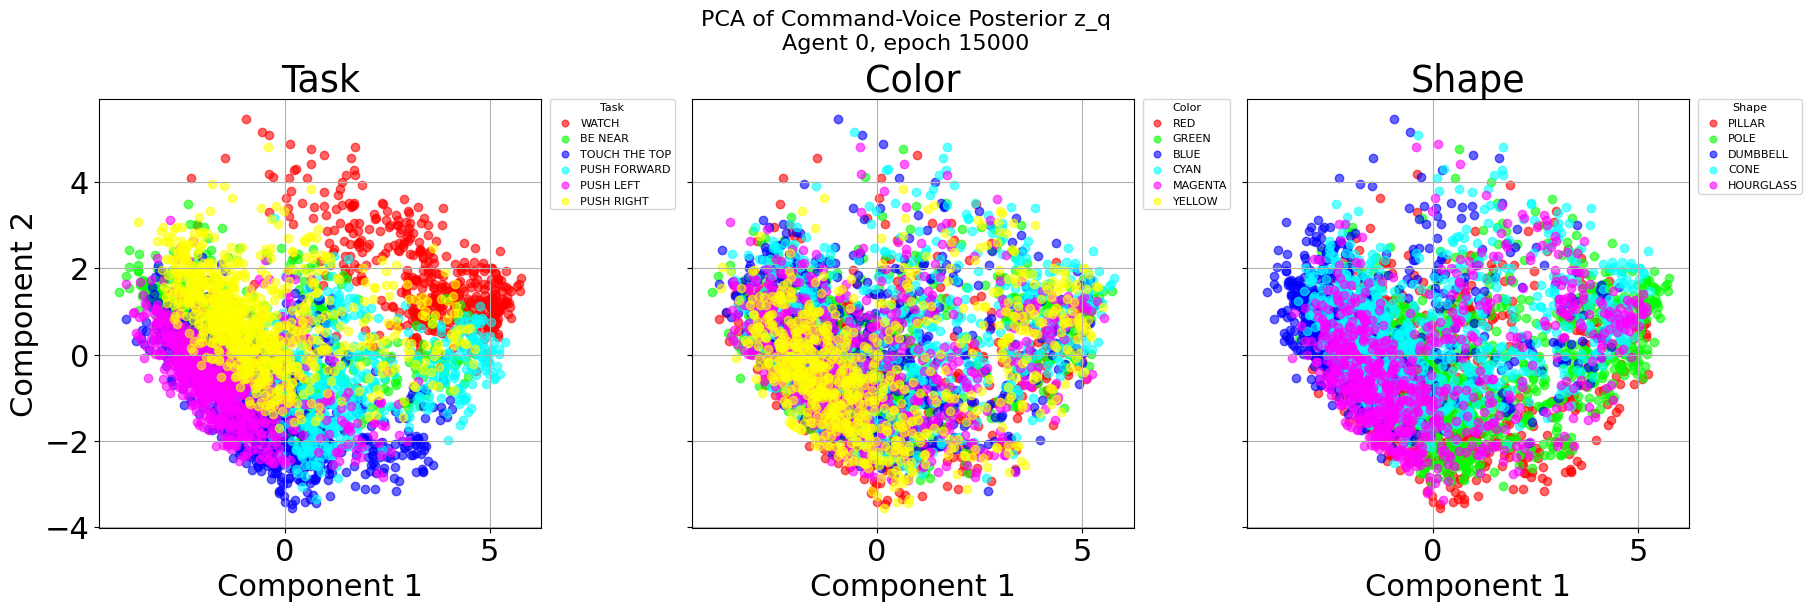 PCA of Command-Voice Posterior z_q
Agent 0, epoch 15000
Task
Color
Shape
Task
WATCH
BE NEAR
TOUCH THE TOP
PUSH FORWARD
PUSH LEFT
PUSH RIGHT
Color
RED
GREEN
BLUE
CYAN
MAGENTA
YELLOW
Shape
PILLAR
POLE
DUMBBELL
CONE
HOURGLASS
Component 2
4
2
0
−2
−4
0 5
0 5
0 5
Component 1
Component 1
Component 1